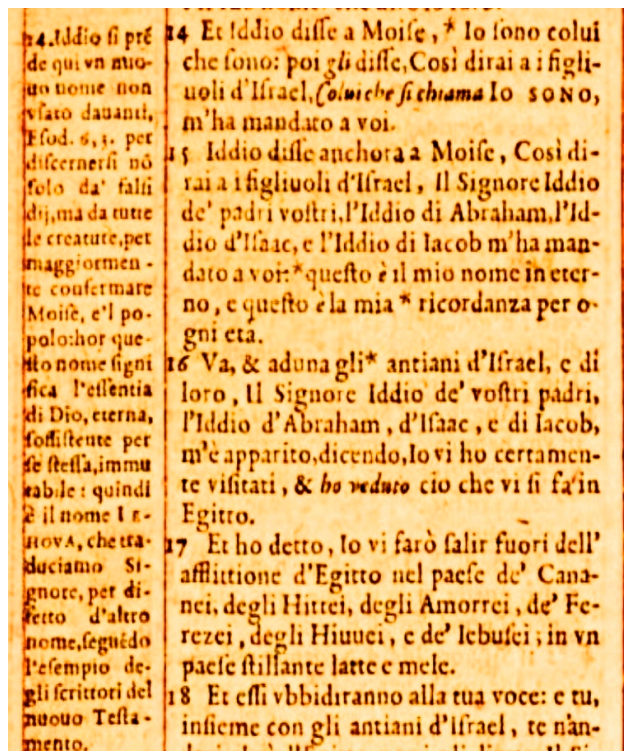 14.Iddio ſi pré
de qui vn nuo-
uo nome non
vſato dauanti,
Eſod. 6, 3. per
diſcernerſi nó
ſolo da' falſi
dij,ma da tutte
le creature,per
maggiormen-
te confermare
Moiſe, e'l po-
polo:hor que-
ſto nome ſigni
fica l'eſſentia
di Dio, eterna,
ſoſſiſtente per
ſe ſteſſa,immu
tabile : quindi
è il nome IE-
HOVA, che tra-
duciamo Si-
gnore, per di-
fetto d'altro
nome,ſeguédo
l'eſempio de-
gli ſcrittori del
nuouo Teſta-
mento.
14 Et Iddio diſſe a Moiſe, * Io ſono colui
che ſono: poi gli diſſe,Così dirai a i figli-
uoli d'Iſrael,Colui che ſi chiama Io SONO,
m'ha mandato a voi.
15 Iddio diſſe anchora a Moiſe, Così di-
rai a i figliuoli d'Iſrael, Il Signore Iddio
de' padri voſtri,l'Iddio di Abraham,l'Id-
dio d'Iſaac, e l'Iddio di Iacob m'ha man-
dato a voi:*queſto è il mio nome in eter-
no, e queſto è la mia * ricordanza per o-
gni età.
16 Va, & aduna gli* antiani d'Iſrael, e di
loro, Il Signore Iddio de' voſtri padri,
l'Iddio d'Abraham, d'Iſaac, e di Iacob,
m'è apparito,dicendo,Io vi ho certamen-
te viſitati, & ho veduto cio che vi ſi fa in
Egitto.
17 Et ho detto, Io vi farò ſalir fuori dell'
afflittione d'Egitto nel paeſe de' Cana-
nei, degli Hittei, degli Amorrei, de' Fe-
rezei, degli Hiuuei, e de' Iebuſei; in vn
paeſe ſtillante latte e mele.
18 Et eſſi vbbidiranno alla tua voce: e tu,
inſieme con gli antiani d'Iſrael, te n'an-